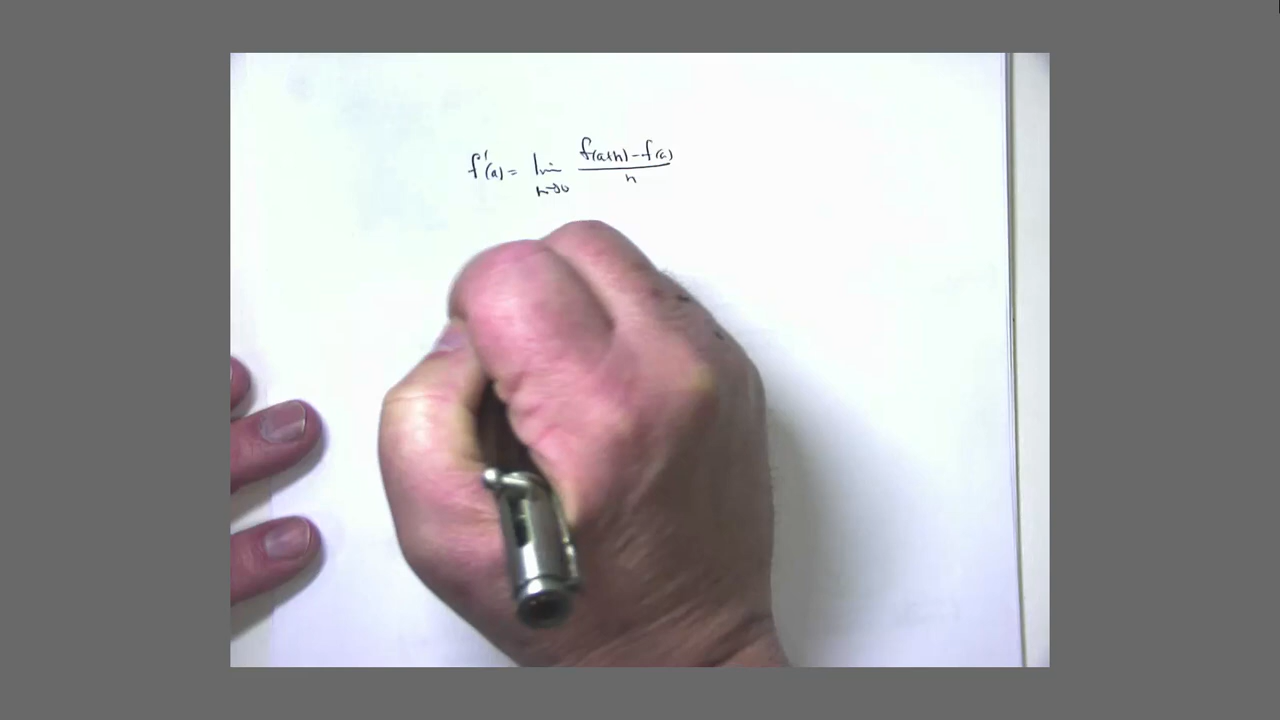 f'(a) = lim h→0 f(a+h) - f(a) / h